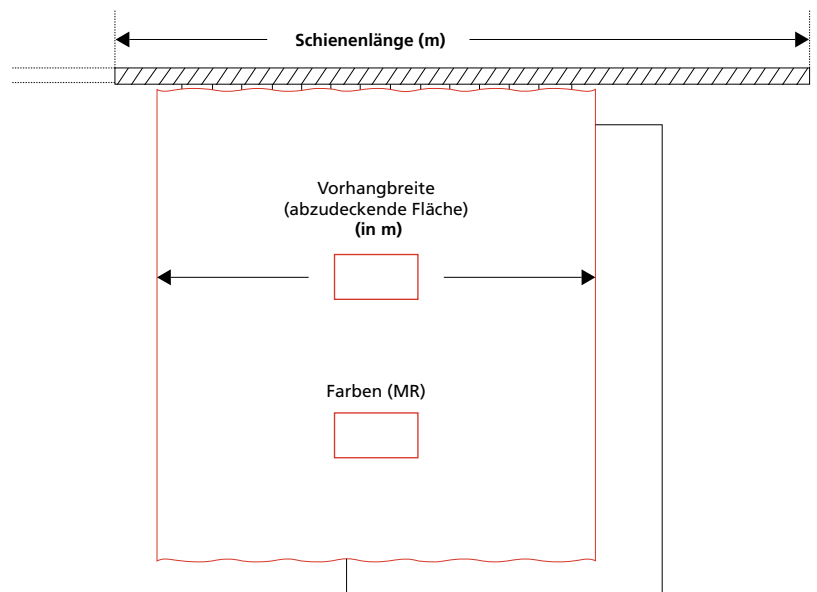 Schienenlänge (m)
Vorhangbreite
(abzudeckende Fläche)
(in m)
Farben (MR)